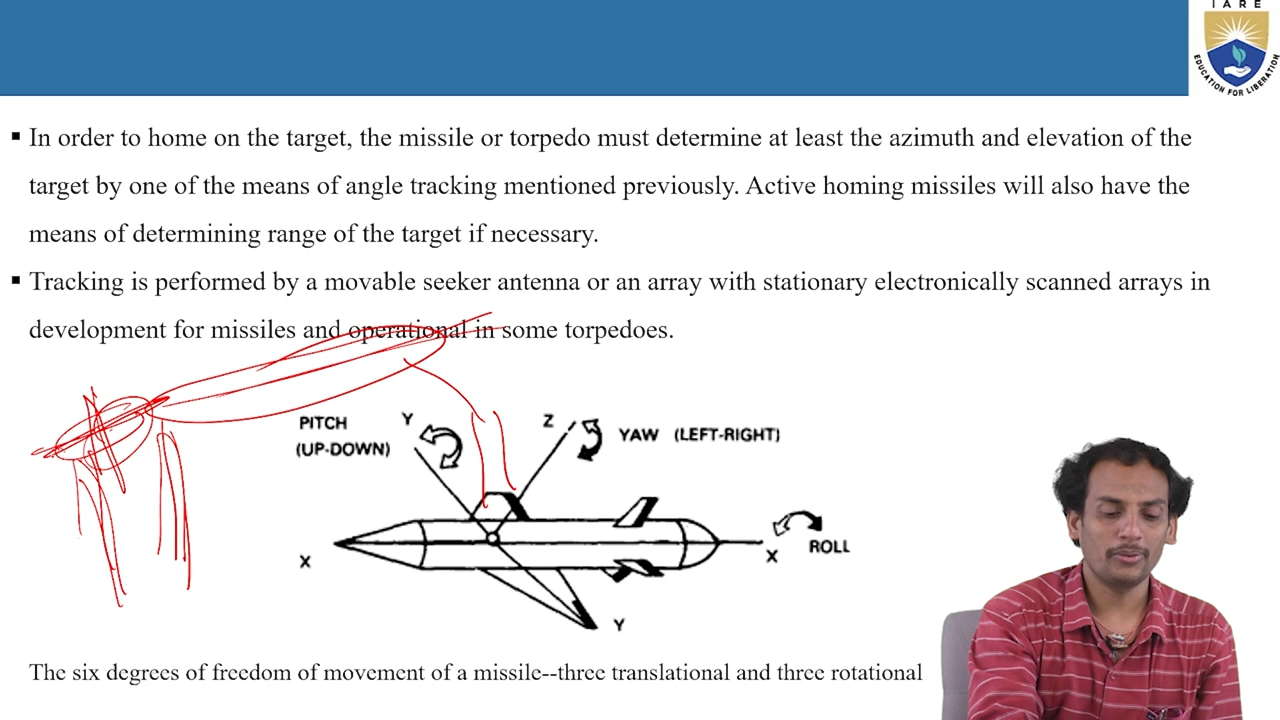 I A R E
EDUCATION FOR LIBERATION
▪ In order to home on the target, the missile or torpedo must determine at least the azimuth and elevation of the
target by one of the means of angle tracking mentioned previously. Active homing missiles will also have the
means of determining range of the target if necessary.
▪ Tracking is performed by a movable seeker antenna or an array with stationary electronically scanned arrays in
development for missiles and operational in some torpedoes.
PITCH
(UP-DOWN)
Y
Z
YAW (LEFT-RIGHT)
X
X
ROLL
Y
The six degrees of freedom of movement of a missile--three translational and three rotational